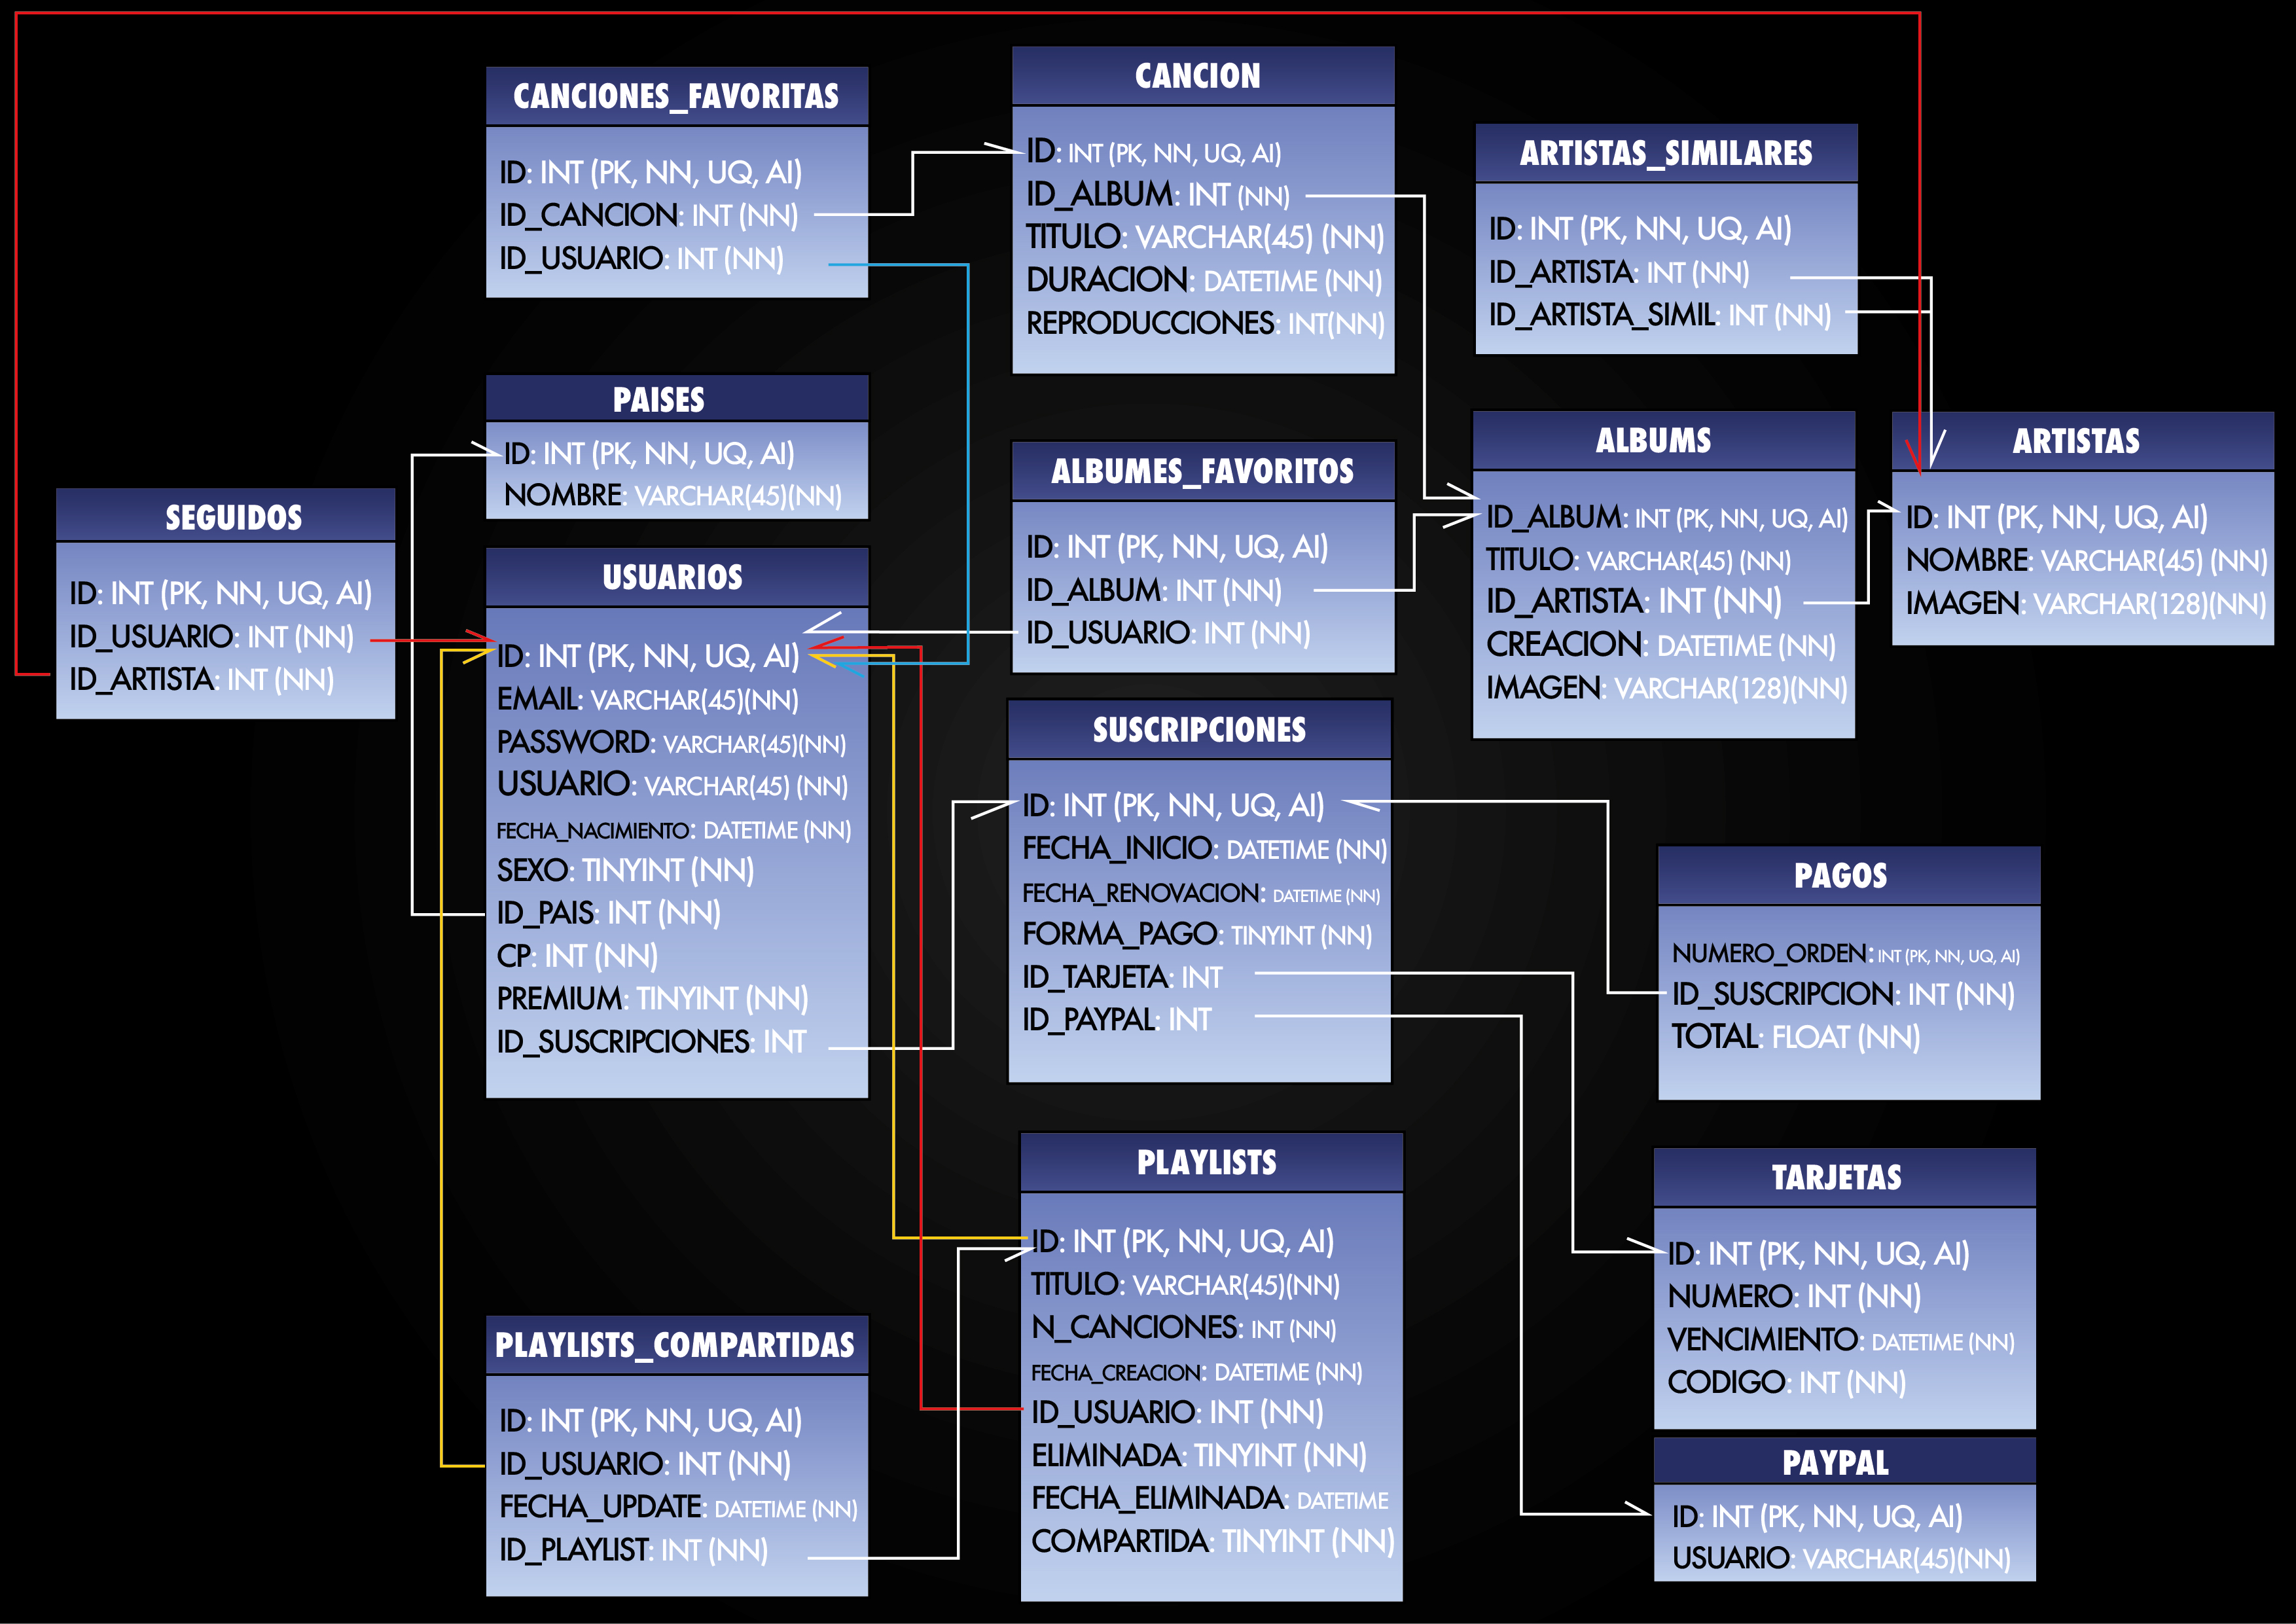 CANCIONES_FAVORITAS
ID: INT (PK, NN, UQ, AI)
ID_CANCION: INT (NN)
ID_USUARIO: INT (NN)
CANCION
ID: INT (PK, NN, UQ, AI)
ID_ALBUM: INT (NN)
TITULO: VARCHAR(45) (NN)
DURACION: DATETIME (NN)
REPRODUCCIONES: INT(NN)
ARTISTAS_SIMILARES
ID: INT (PK, NN, UQ, AI)
ID_ARTISTA: INT (NN)
ID_ARTISTA_SIMIL: INT (NN)
PAISES
ID: INT (PK, NN, UQ, AI)
NOMBRE: VARCHAR(45)(NN)
SEGUIDOS
ID: INT (PK, NN, UQ, AI)
ID_USUARIO: INT (NN)
ID_ARTISTA: INT (NN)
USUARIOS
ID: INT (PK, NN, UQ, AI)
EMAIL: VARCHAR(45)(NN)
PASSWORD: VARCHAR(45)(NN)
USUARIO: VARCHAR(45) (NN)
FECHA_NACIMIENTO: DATETIME (NN)
SEXO: TINYINT (NN)
ID_PAIS: INT (NN)
CP: INT (NN)
PREMIUM: TINYINT (NN)
ID_SUSCRIPCIONES: INT
ALBUMES_FAVORITOS
ID: INT (PK, NN, UQ, AI)
ID_ALBUM: INT (NN)
ID_USUARIO: INT (NN)
ALBUMS
ID_ALBUM: INT (PK, NN, UQ, AI)
TITULO: VARCHAR(45) (NN)
ID_ARTISTA: INT (NN)
CREACION: DATETIME (NN)
IMAGEN: VARCHAR(128)(NN)
ARTISTAS
ID: INT (PK, NN, UQ, AI)
NOMBRE: VARCHAR(45) (NN)
IMAGEN: VARCHAR(128)(NN)
SUSCRIPCIONES
ID: INT (PK, NN, UQ, AI)
FECHA_INICIO: DATETIME (NN)
FECHA_RENOVACION: DATETIME (NN)
FORMA_PAGO: TINYINT (NN)
ID_TARJETA: INT
ID_PAYPAL: INT
PAGOS
NUMERO_ORDEN: INT (PK, NN, UQ, AI)
ID_SUSCRIPCION: INT (NN)
TOTAL: FLOAT (NN)
PLAYLISTS
ID: INT (PK, NN, UQ, AI)
TITULO: VARCHAR(45)(NN)
N_CANCIONES: INT (NN)
FECHA_CREACION: DATETIME (NN)
ID_USUARIO: INT (NN)
ELIMINADA: TINYINT (NN)
FECHA_ELIMINADA: DATETIME
COMPARTIDA: TINYINT (NN)
TARJETAS
ID: INT (PK, NN, UQ, AI)
NUMERO: INT (NN)
VENCIMIENTO: DATETIME (NN)
CODIGO: INT (NN)
PLAYLISTS_COMPARTIDAS
ID: INT (PK, NN, UQ, AI)
ID_USUARIO: INT (NN)
FECHA_UPDATE: DATETIME (NN)
ID_PLAYLIST: INT (NN)
PAYPAL
ID: INT (PK, NN, UQ, AI)
USUARIO: VARCHAR(45)(NN)